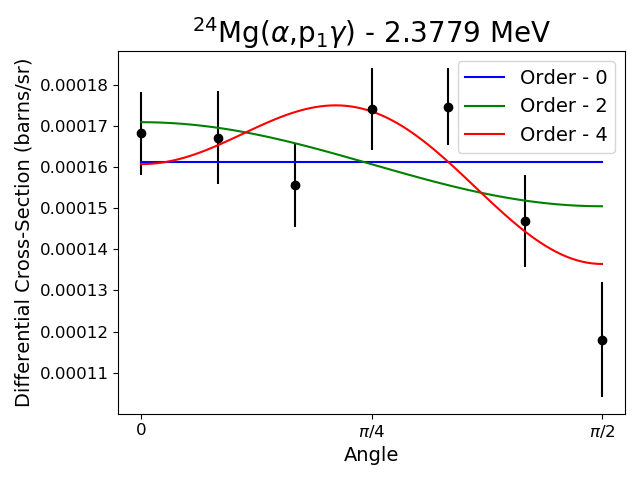 ²⁴Mg(α,p₁γ) - 2.3779 MeV
Differential Cross-Section (barns/sr)
0.00018
0.00017
0.00016
0.00015
0.00014
0.00013
0.00012
0.00011
Order - 0
Order - 2
Order - 4
0
π/4
π/2
Angle